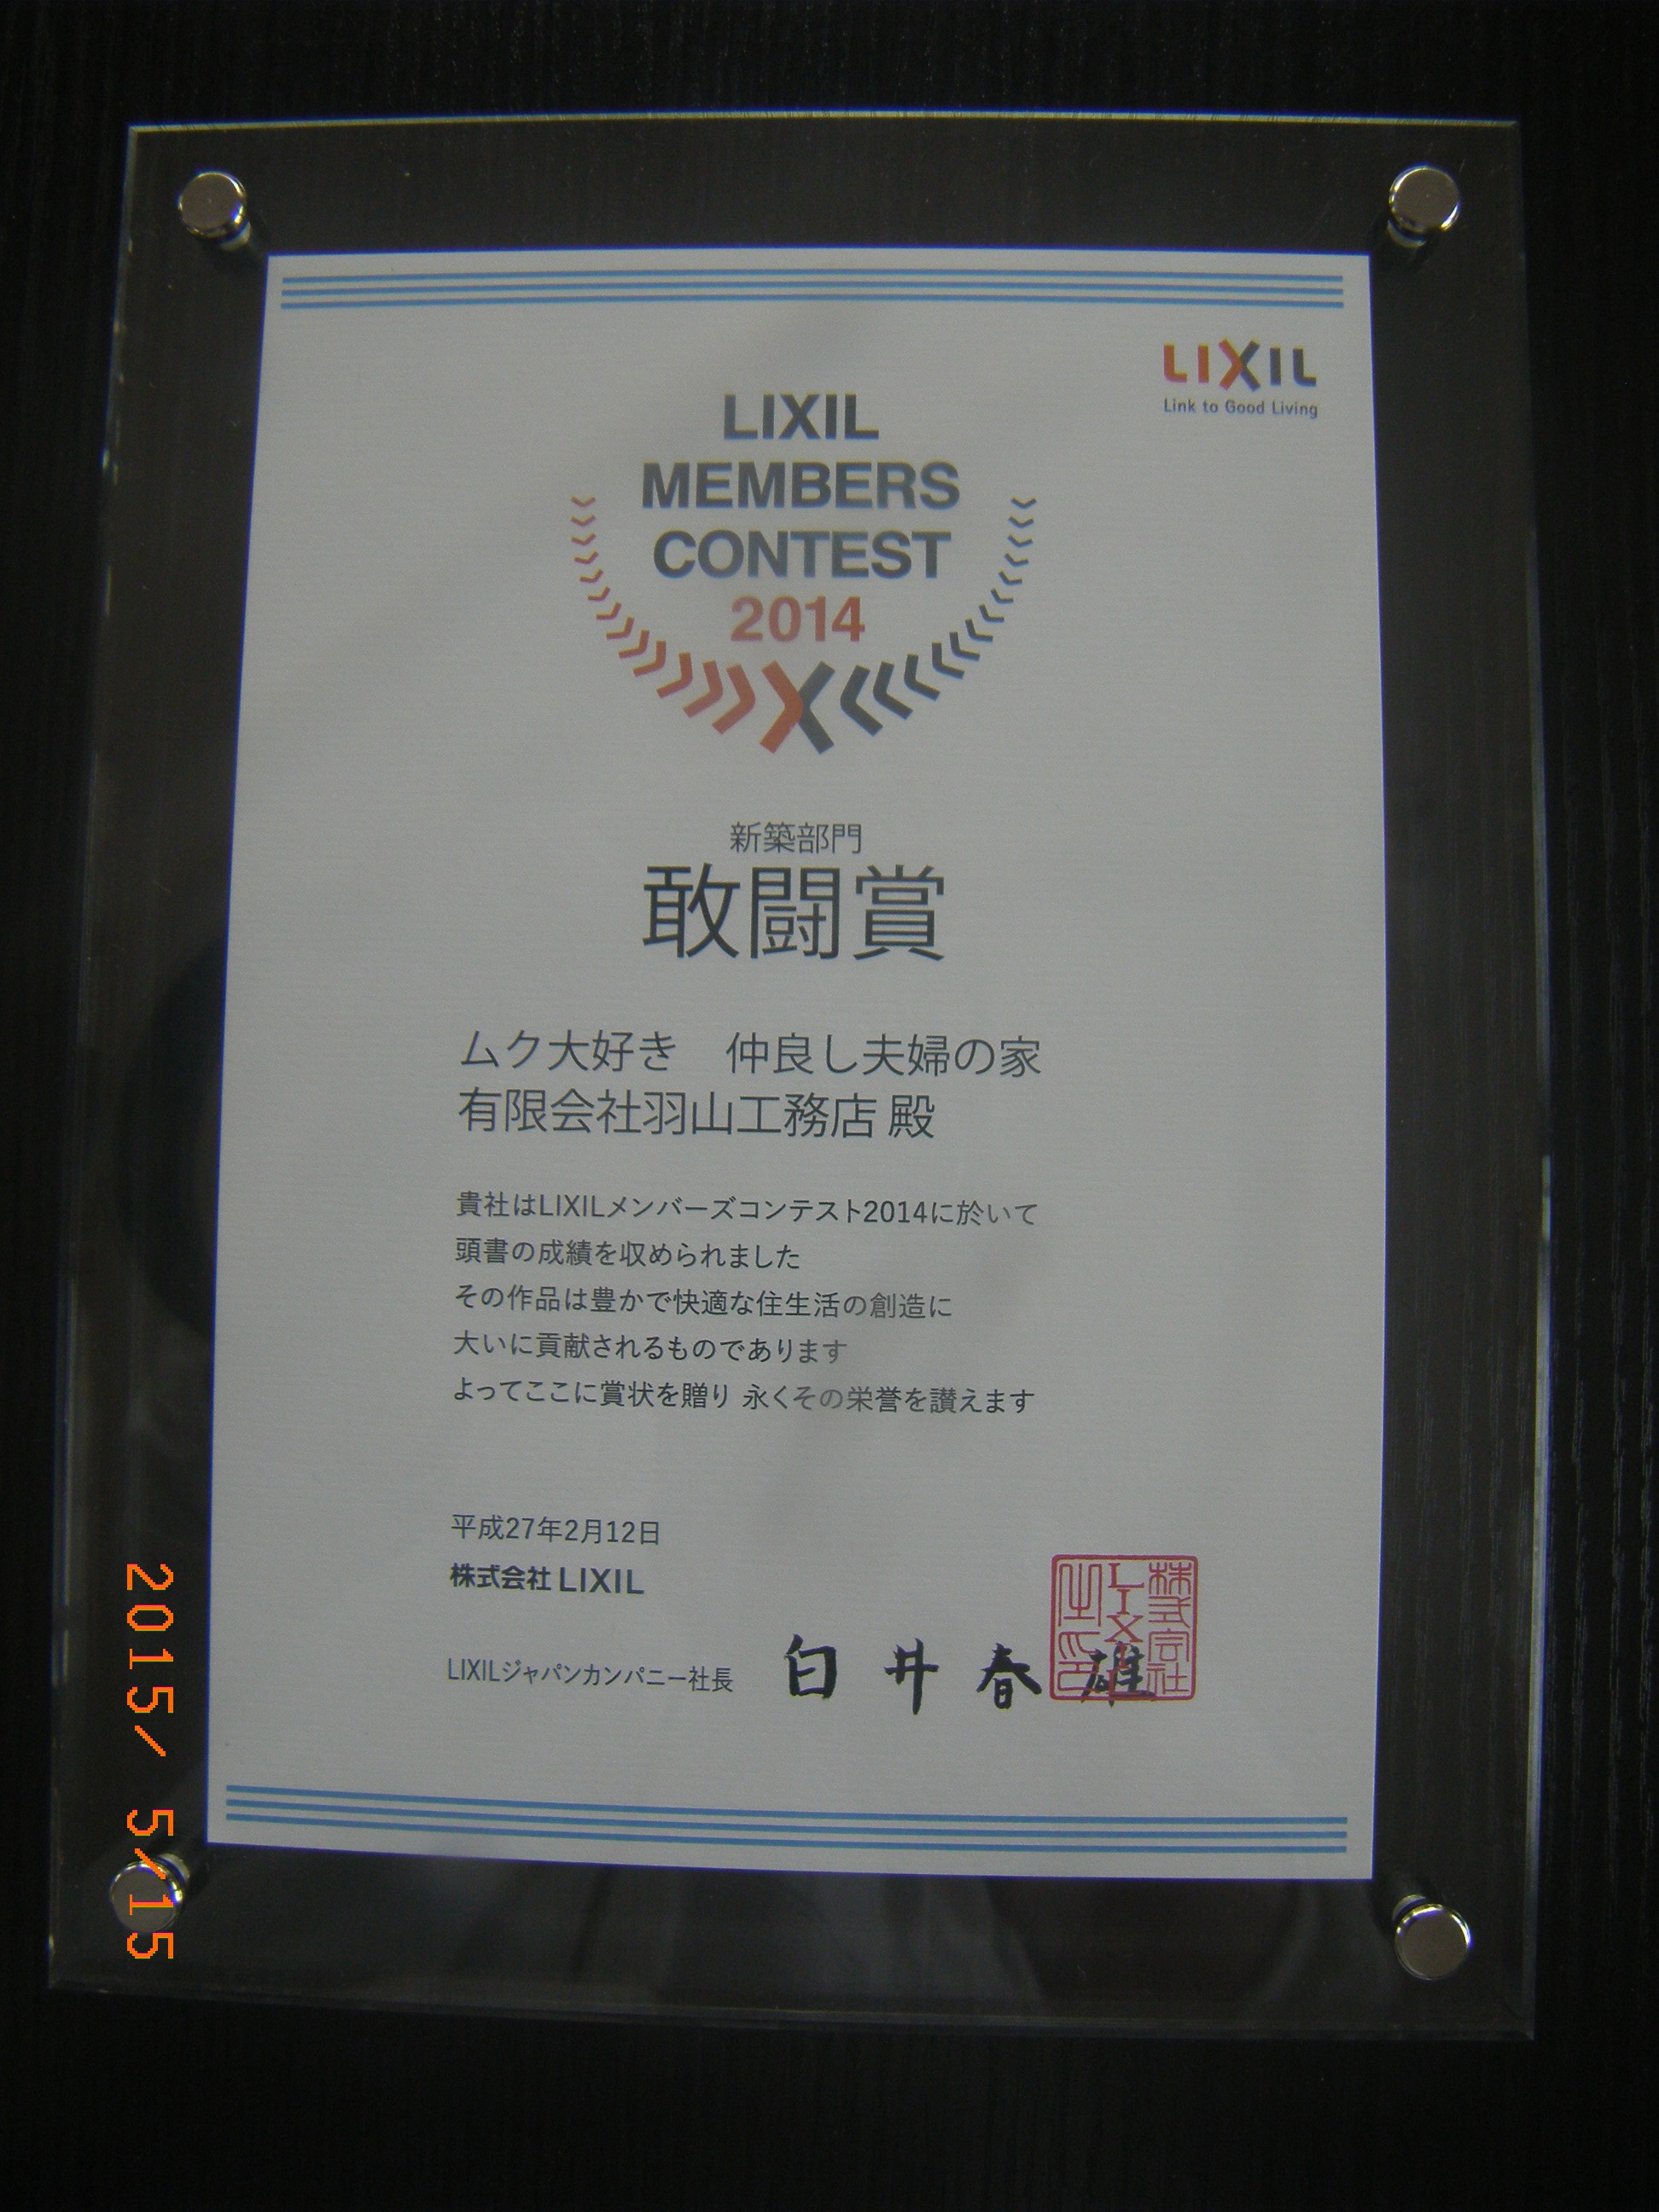 LIXIL
Link to Good Living
LIXIL
MEMBERS
CONTEST
2014
新築部門
敢闘賞
ムク大好き　仲良し夫婦の家
有限会社羽山工務店 殿
貴社はLIXILメンバーズコンテスト2014に於いて
頭書の成績を収められました
その作品は豊かで快適な住生活の創造に
大いに貢献されるものであります
よってここに賞状を贈り 永くその栄誉を讃えます
平成27年2月12日
株式会社 LIXIL
LIXILジャパンカンパニー社長 白井春雄
株式会社
LIXIL
2015/ 5/15